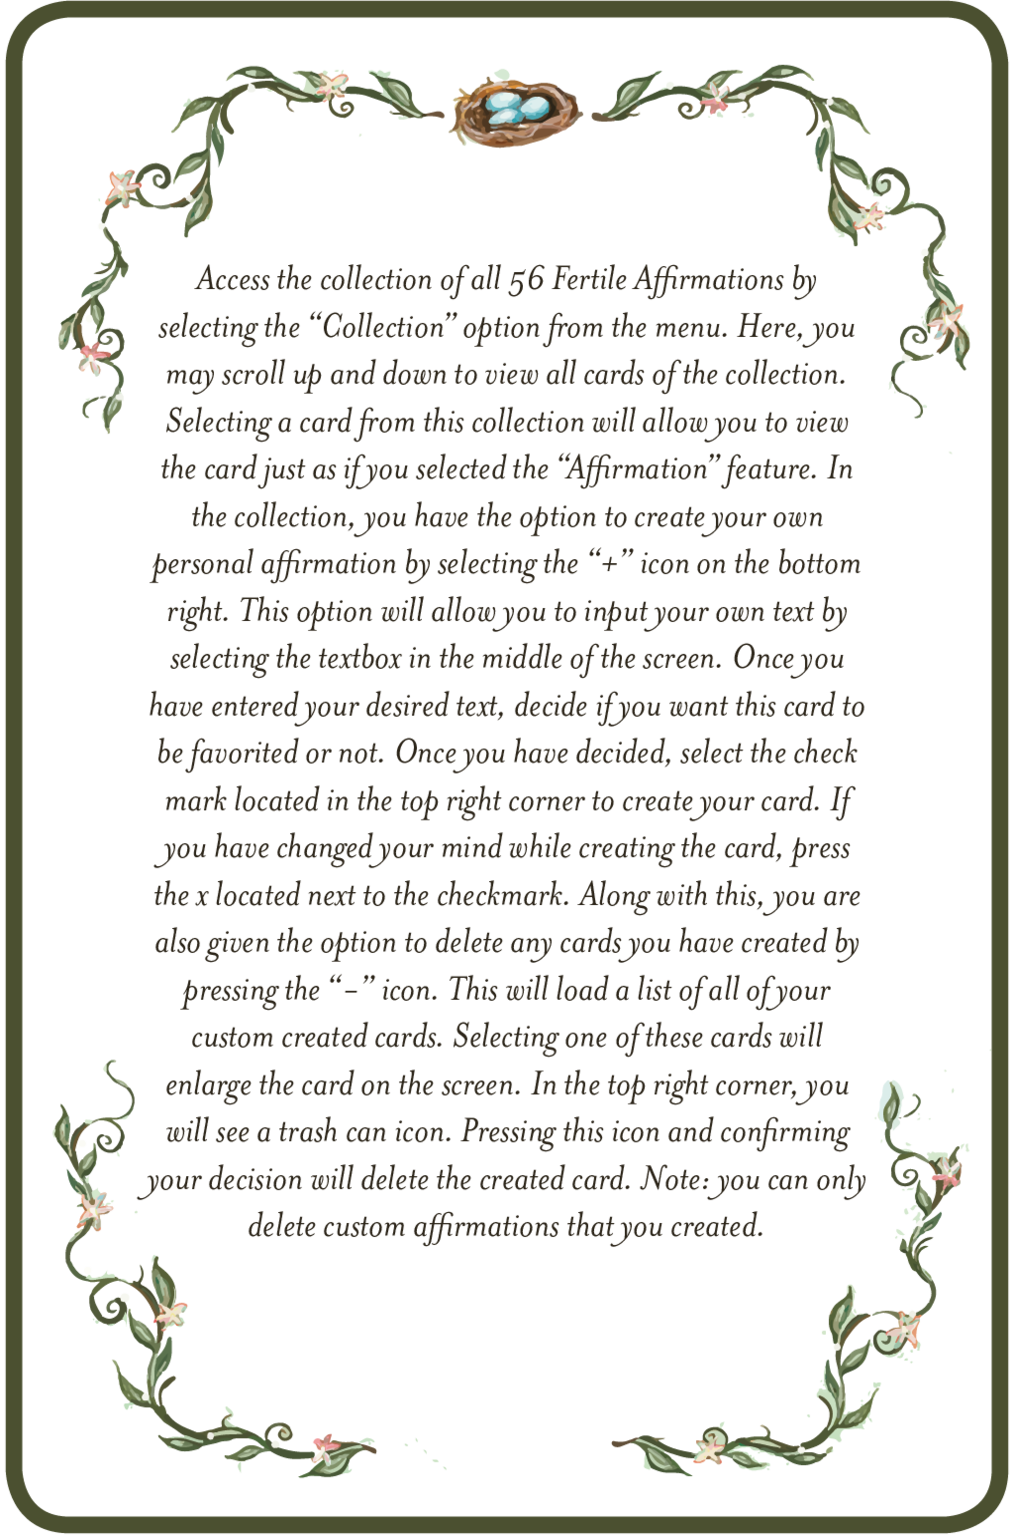 Access the collection of all 56 Fertile Affirmations by
selecting the “Collection” option from the menu. Here, you
may scroll up and down to view all cards of the collection.
Selecting a card from this collection will allow you to view
the card just as if you selected the “Affirmation” feature. In
the collection, you have the option to create your own
personal affirmation by selecting the “+” icon on the bottom
right. This option will allow you to input your own text by
selecting the textbox in the middle of the screen. Once you
have entered your desired text, decide if you want this card to
be favorited or not. Once you have decided, select the check
mark located in the top right corner to create your card. If
you have changed your mind while creating the card, press
the x located next to the checkmark. Along with this, you are
also given the option to delete any cards you have created by
pressing the “–” icon. This will load a list of all of your
custom created cards. Selecting one of these cards will
enlarge the card on the screen. In the top right corner, you
will see a trash can icon. Pressing this icon and confirming
your decision will delete the created card. Note: you can only
delete custom affirmations that you created.